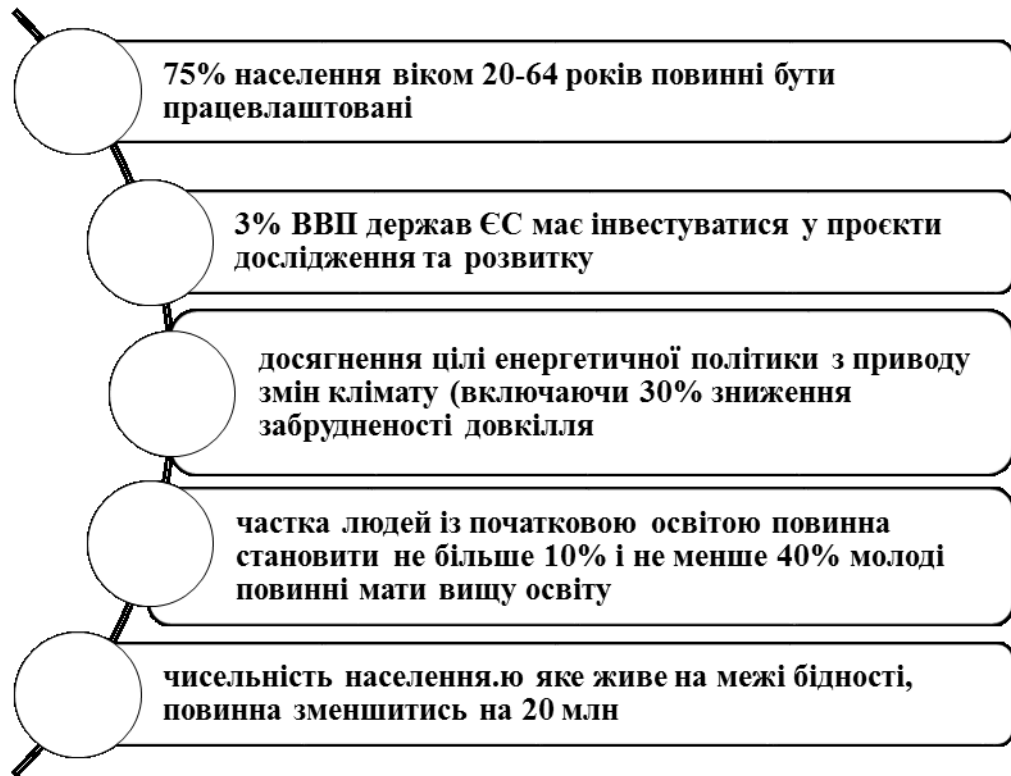 75% населення віком 20-64 років повинні бути
працевлаштовані
3% ВВП держав ЄС має інвестуватися у проєкти
дослідження та розвитку
досягнення цілі енергетичної політики з приводу
змін клімату (включаючи 30% зниження
забрудненості довкілля
частка людей із початковою освітою повинна
становити не більше 10% і не менше 40% молоді
повинні мати вищу освіту
чисельність населення.ю яке живе на межі бідності,
повинна зменшитись на 20 млн